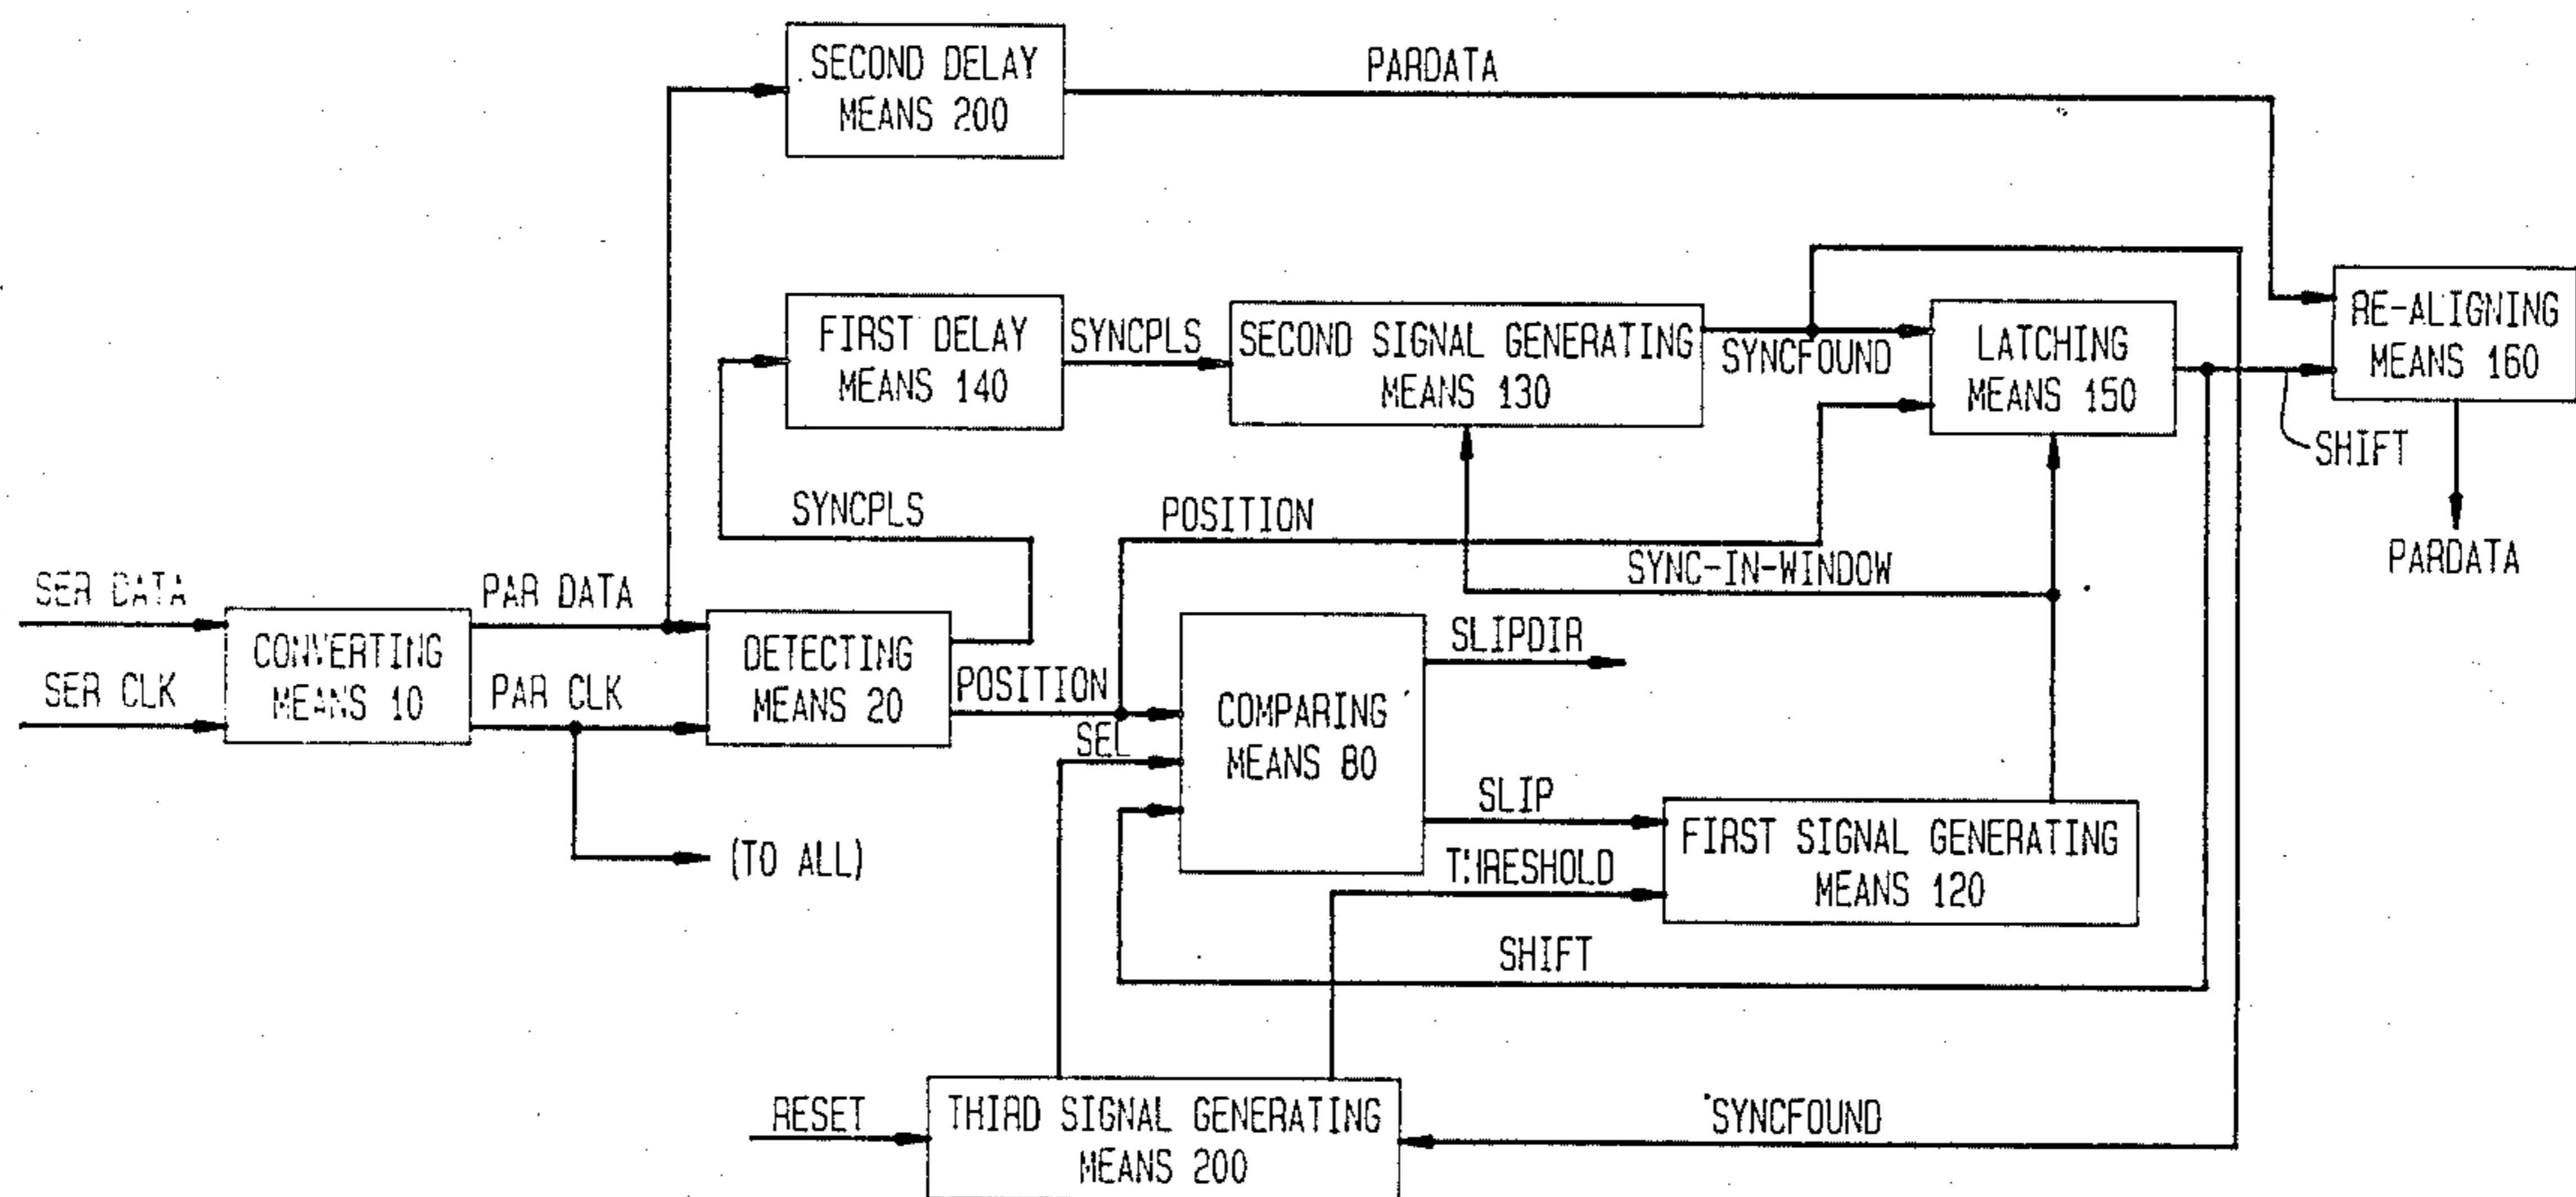 SECOND DELAY
MEANS 200
PARDATA
FIRST DELAY
MEANS 140
SYNCPLS
SECOND SIGNAL GENERATING
MEANS 130
SYNCFOUND
LATCHING
MEANS 150
RE-ALIGNING
MEANS 160
SHIFT
PARDATA
SYNCPLS
POSITION
SYNC-IN-WINDOW
SER DATA
SER CLK
CONVERTING
MEANS 10
PAR DATA
PAR CLK
(TO ALL)
DETECTING
MEANS 20
POSITION
SEL
COMPARING
MEANS 80
SLIPDIR
SLIP
THRESHOLD
FIRST SIGNAL GENERATING
MEANS 120
SHIFT
RESET
THIRD SIGNAL GENERATING
MEANS 200
SYNCFOUND